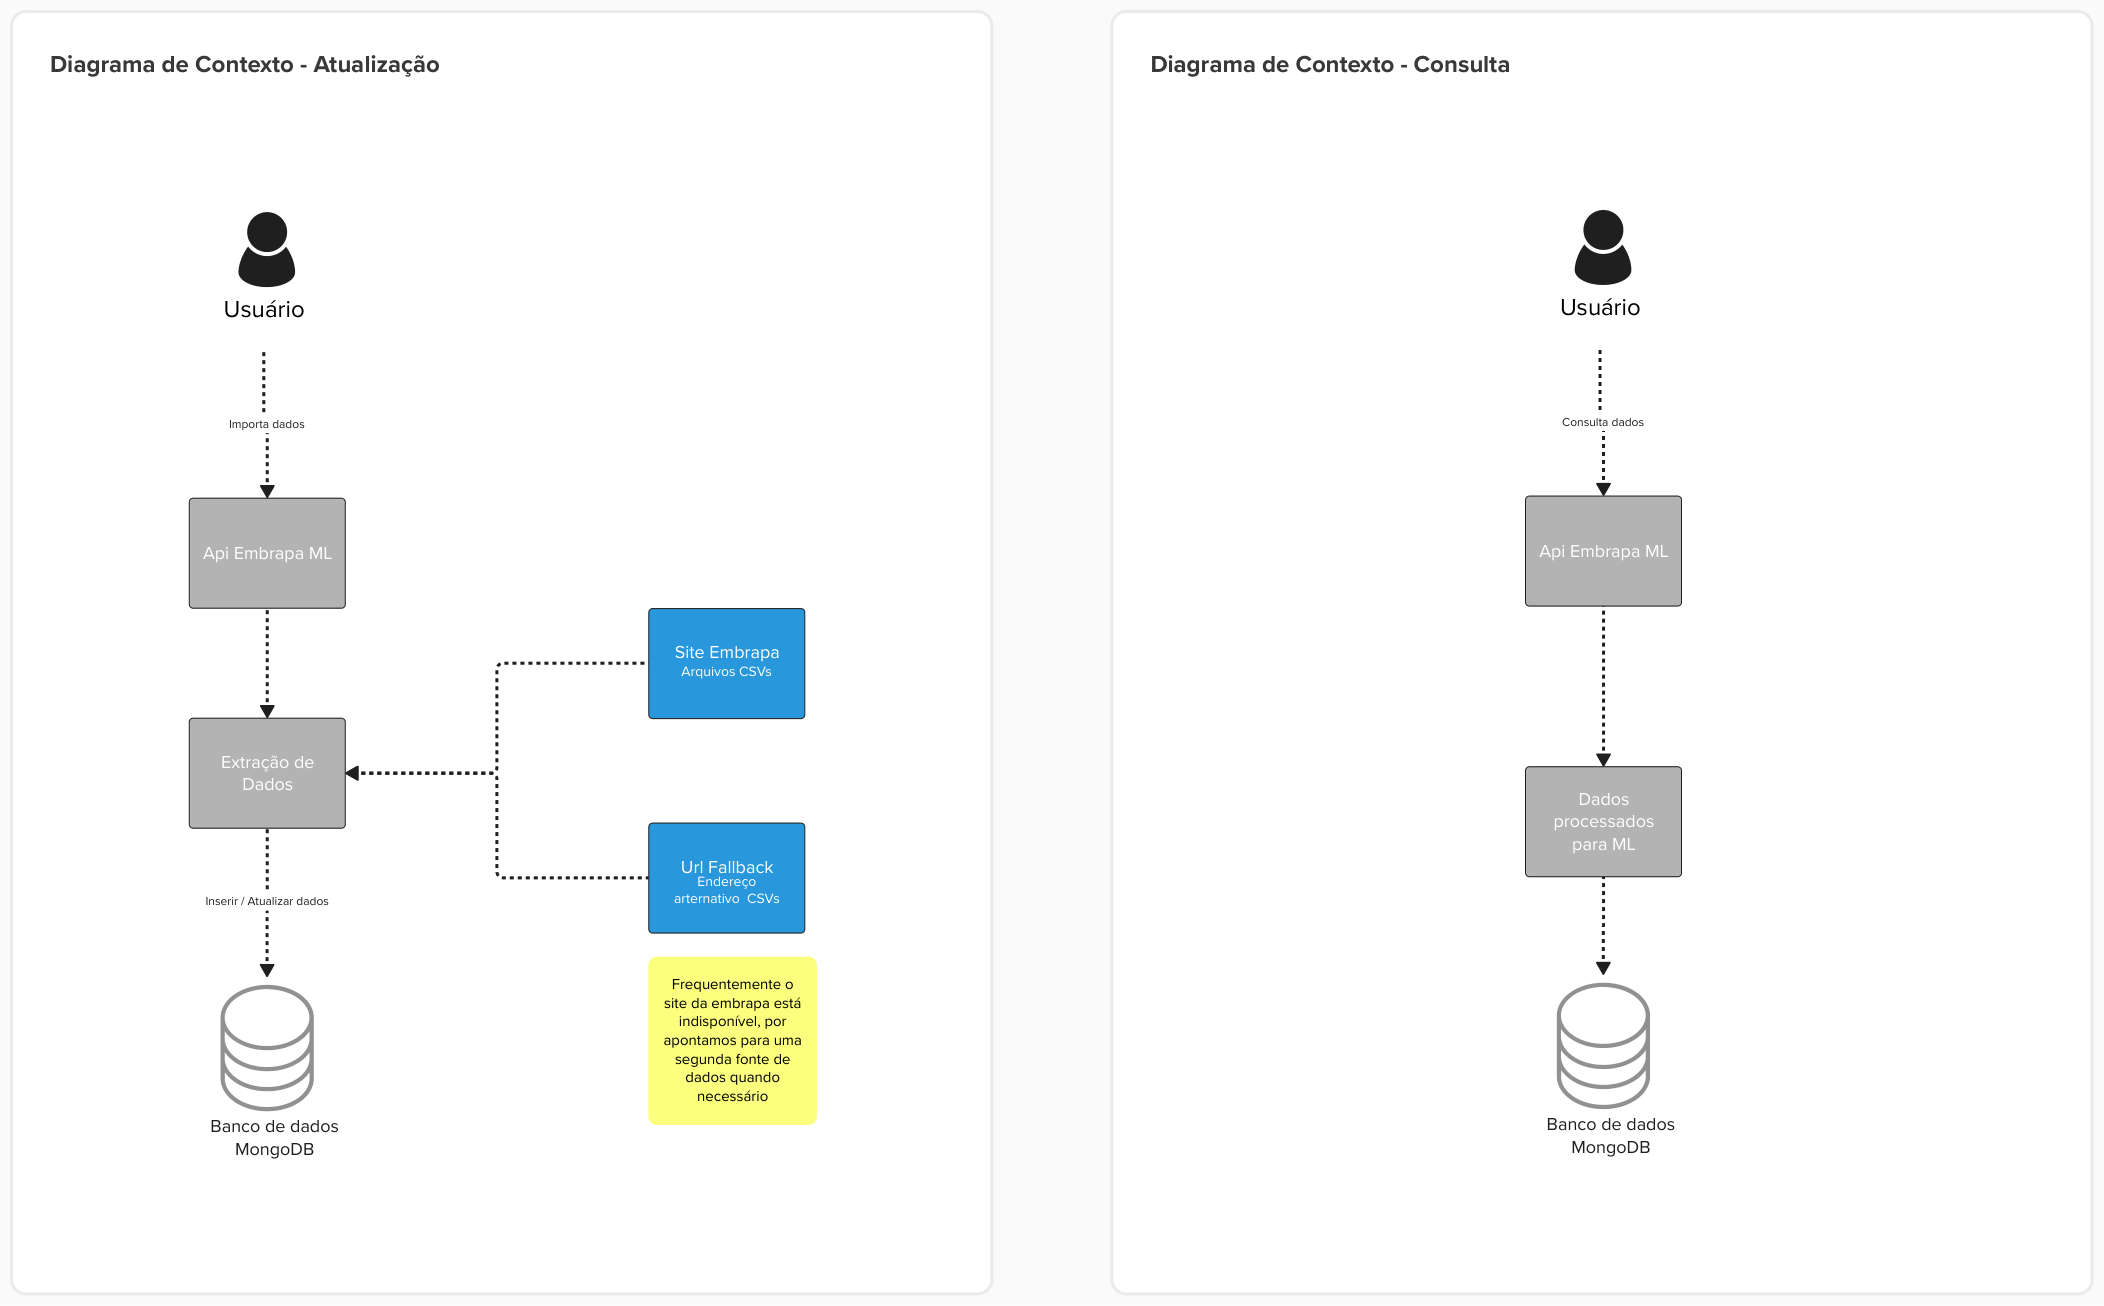 Diagrama de Contexto - Atualização
Usuário
Importa dados
Api Embrapa ML
Site Embrapa
Arquivos CSVs
Extração de
Dados
Url Fallback
Endereço
arternativo  CSVs
Inserir / Atualizar dados
Frequentemente o
site da embrapa está
indisponível, por
apontamos para uma
segunda fonte de
dados quando
necessário
Banco de dados
MongoDB
Diagrama de Contexto - Consulta
Usuário
Consulta dados
Api Embrapa ML
Dados
processados
para ML
Banco de dados
MongoDB